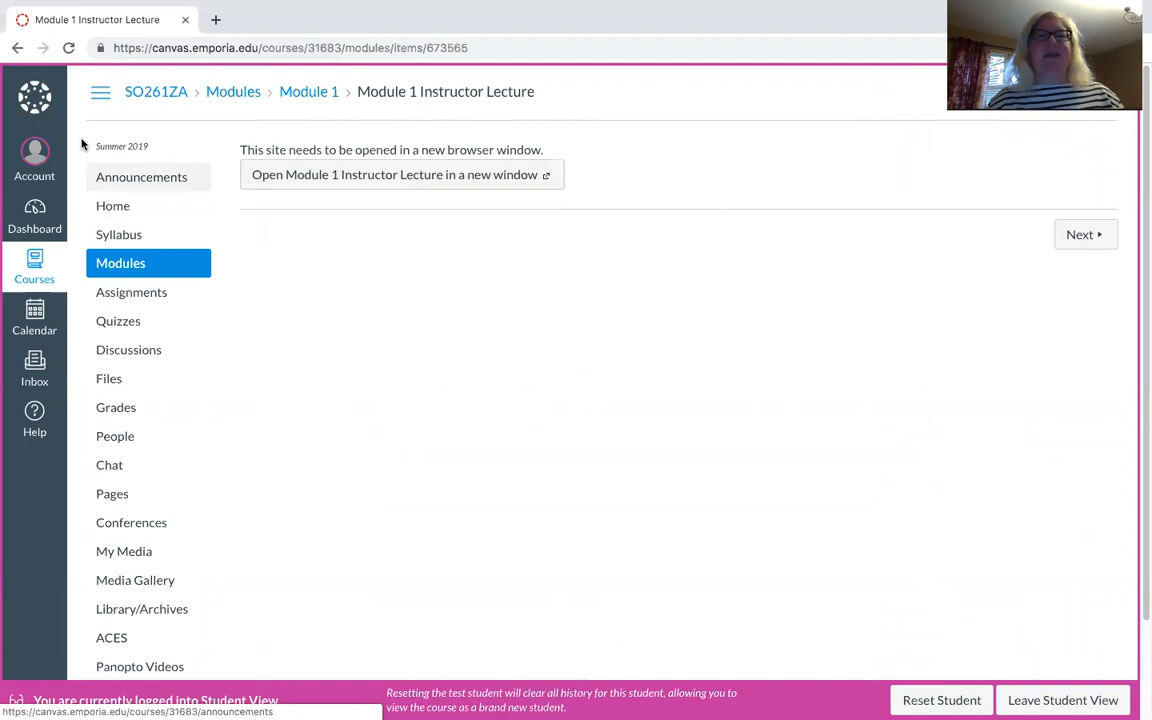 Module 1 Instructor Lecture
https://canvas.emporia.edu/courses/31683/modules/items/673565
SO261ZA › Modules › Module 1 › Module 1 Instructor Lecture
Account
Dashboard
Courses
Calendar
Inbox
Help
Summer 2019
Announcements
Home
Syllabus
Modules
Assignments
Quizzes
Discussions
Files
Grades
People
Chat
Pages
Conferences
My Media
Media Gallery
Library/Archives
ACES
Panopto Videos
This site needs to be opened in a new browser window.
Open Module 1 Instructor Lecture in a new window
Next
You are currently logged into Student View
Resetting the test student will clear all history for this student, allowing you to
view the course as a brand new student.
Reset Student
Leave Student View
https://canvas.emporia.edu/courses/31683/announcements